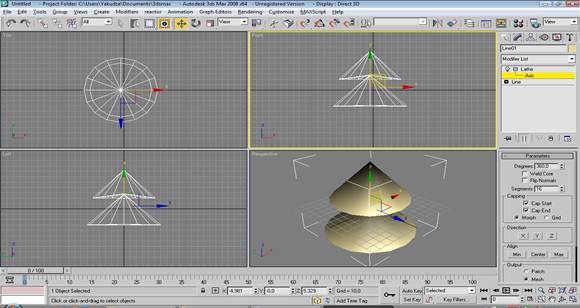 Untitled - Project Folder: C:\Users\Yakudza\Documents\3dsmax - Autodesk 3ds Max 2008 x64 - Unregistered Version - Display : Direct 3D
File Edit Tools Group Views Create Modifiers reactor Animation Graph Editors Rendering Customize MAXScript Help
All View View
Top
Front
Left
Perspective
Line01
Modifier List
Lathe
Axis
Line
Parameters
Degrees: 360,0
Weld Core
Flip Normals
Segments: 16
Capping
Cap Start
Cap End
Morph Grid
Direction
X Y Z
Align
Min Center Max
Output
Patch
Mesh
0 / 100
1 Object Selected X: -4,901 Y: -0,0 Z: 5,329 Grid = 10,0 Auto Key Selected
Click or click-and-drag to select objects Add Time Tag Set Key Key Filters... 0